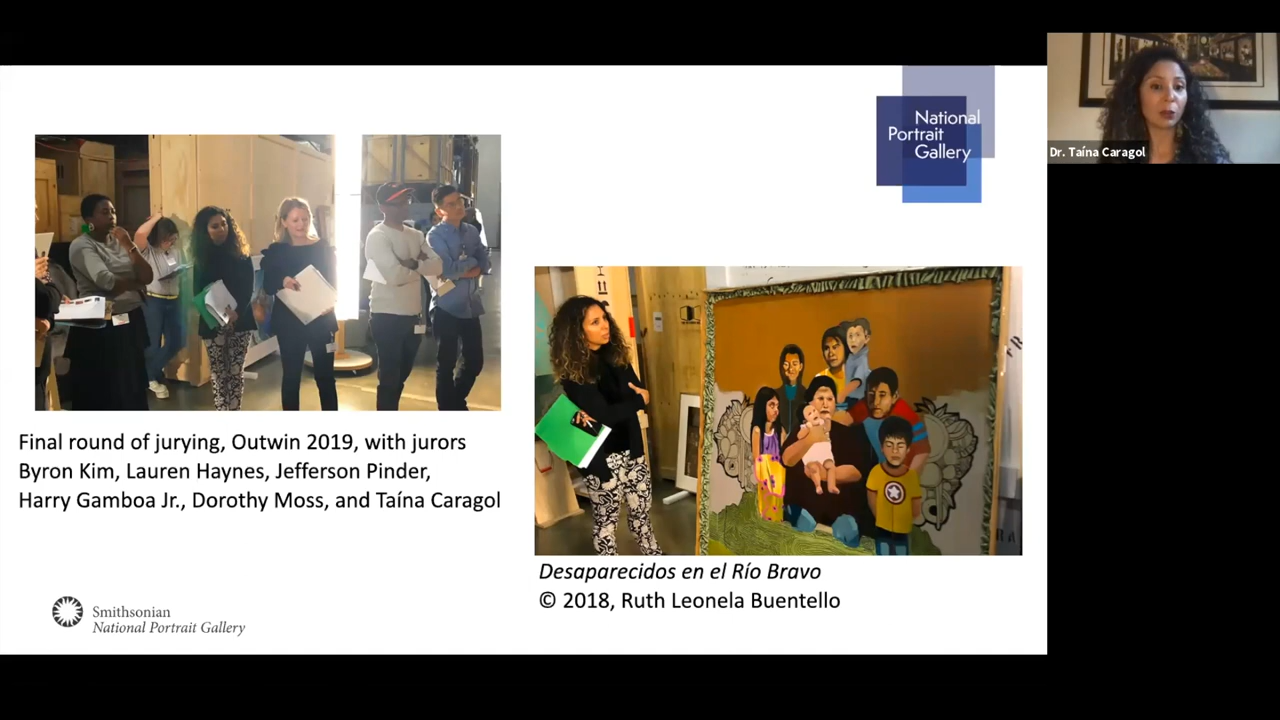 National
Portrait
Gallery
Dr. Taína Caragol
Final round of jurying, Outwin 2019, with jurors
Byron Kim, Lauren Haynes, Jefferson Pinder,
Harry Gamboa Jr., Dorothy Moss, and Taína Caragol
Desaparecidos en el Río Bravo
© 2018, Ruth Leonela Buentello
Smithsonian
National Portrait Gallery